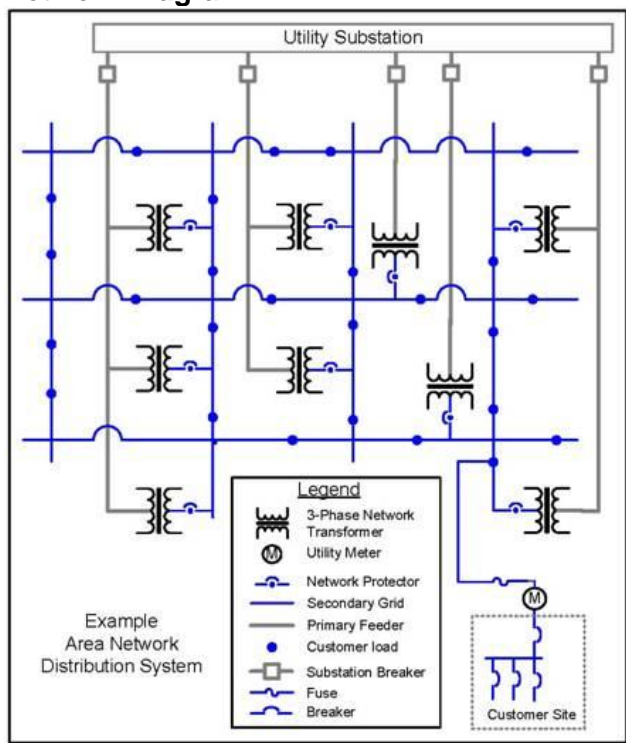 Utility Substation
Legend
3-Phase Network
Transformer
M
Utility Meter
Network Protector
Secondary Grid
Primary Feeder
Customer load
Substation Breaker
Fuse
Breaker
Example
Area Network
Distribution System
M
Customer Site